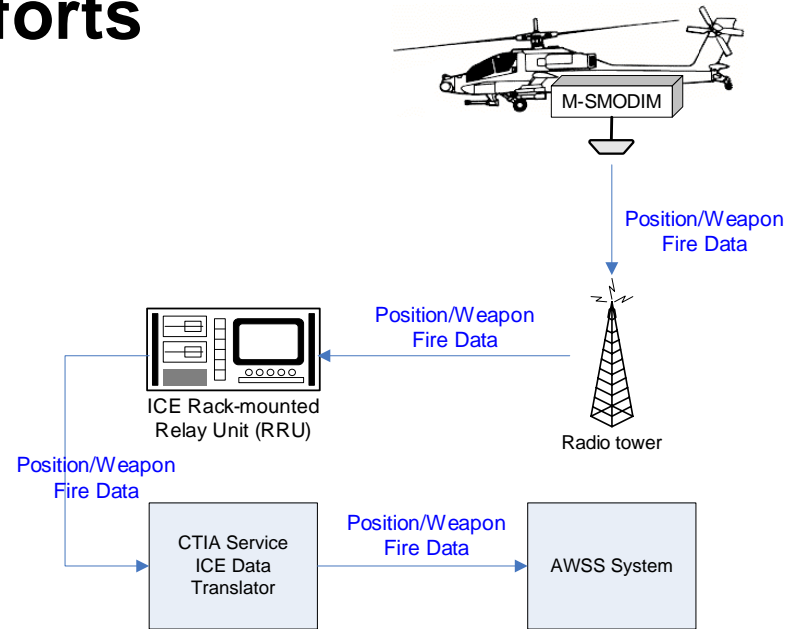 forts
M-SMODIM
Position/Weapon
Fire Data
Position/Weapon
Fire Data
ICE Rack-mounted
Relay Unit (RRU)
Radio tower
Position/Weapon
Fire Data
CTIA Service
ICE Data
Translator
Position/Weapon
Fire Data
AWSS System